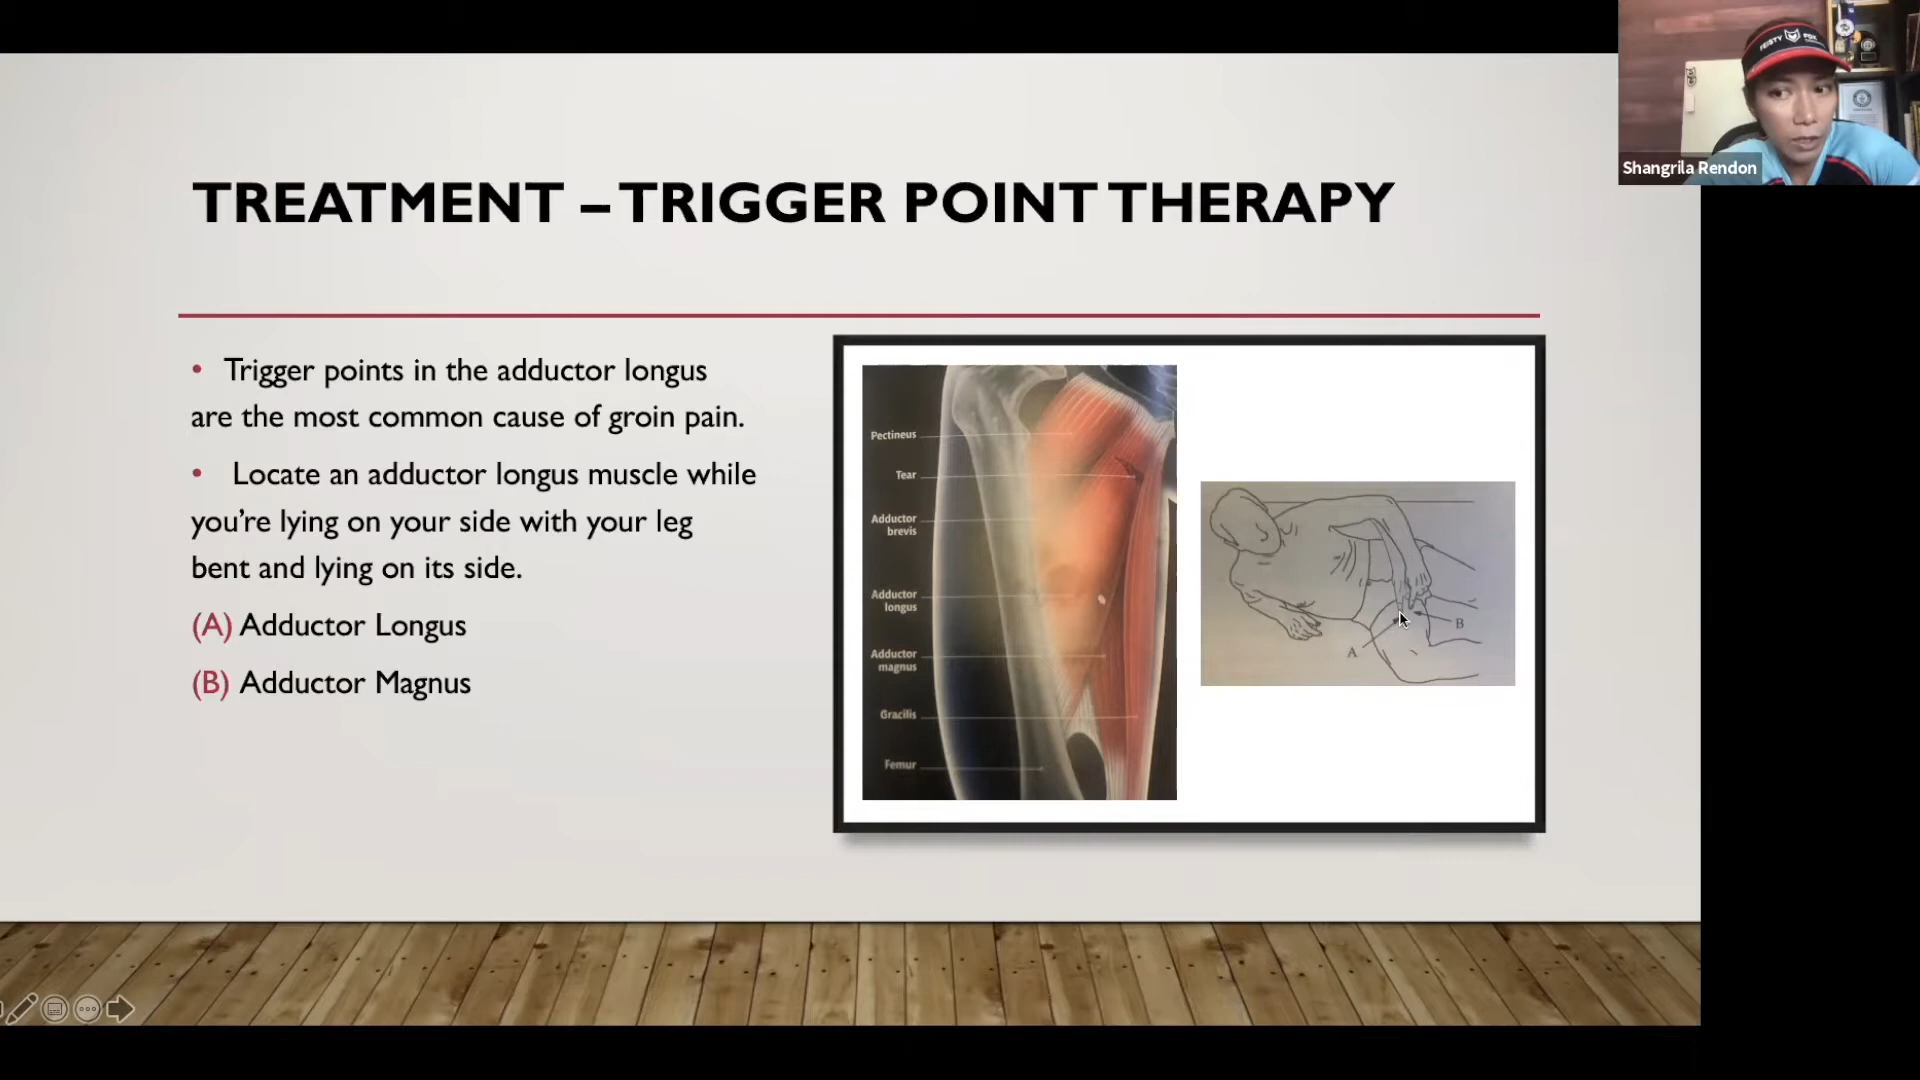 FEISTY FOX
Shangrila Rendon
TREATMENT – TRIGGER POINT THERAPY
• Trigger points in the adductor longus
are the most common cause of groin pain.
• Locate an adductor longus muscle while
you’re lying on your side with your leg
bent and lying on its side.
(A) Adductor Longus
(B) Adductor Magnus
Pectineus
Tear
Adductor
brevis
Adductor
longus
Adductor
magnus
Gracilis
Femur
A
B